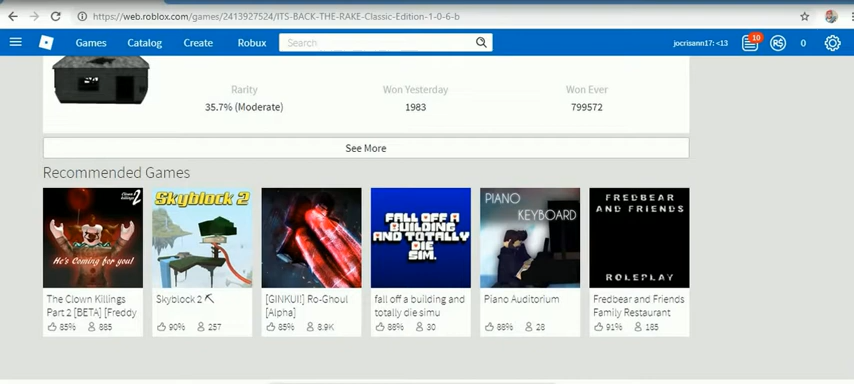 https://web.roblox.com/games/2413927524/ITS-BACK-THE-RAKE-Classic-Edition-1-0-6-b
Games Catalog Create Robux Search jocrisann17: <13 10 R$ 0
Rarity Won Yesterday Won Ever
35.7% (Moderate) 1983 799572
See More
Recommended Games
Clown Killings 2
He's Coming for you!
Skyblock 2
FALL OFF A
BUILDING
AND TOTALLY
DIE
SIM.
PIANO
KEYBOARD
FREDBEAR
AND FRIENDS
ROLEPLAY
The Clown Killings
Part 2 [BETA] [Freddy
85% 885
Skyblock 2
90% 257
[GINKUI!] Ro-Ghoul
[Alpha]
85% 8.9K
fall off a building and
totally die simu
88% 30
Piano Auditorium
88% 28
Fredbear and Friends
Family Restaurant
91% 185